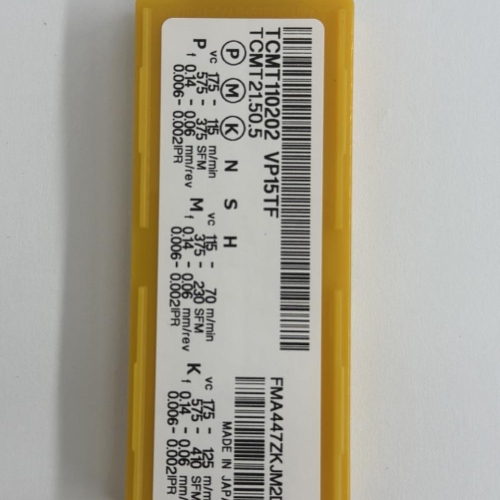 TCMT110202 VP15TF
TCMT21.50.5
P M K N S H
P vc 175 - 115 m/min
575 - 375 SFM
f 0.14 - 0.06 mm/rev
0.006- 0.002IPR
M vc 115 - 70 m/min
375 - 230 SFM
f 0.14 - 0.06 mm/rev
0.006- 0.002IPR
K vc 175 - 125 m/min
575 - 410 SFM
f 0.14 - 0.06 mm/rev
0.006- 0.002IPR
FMA447ZKJM2
MADE IN JAPA